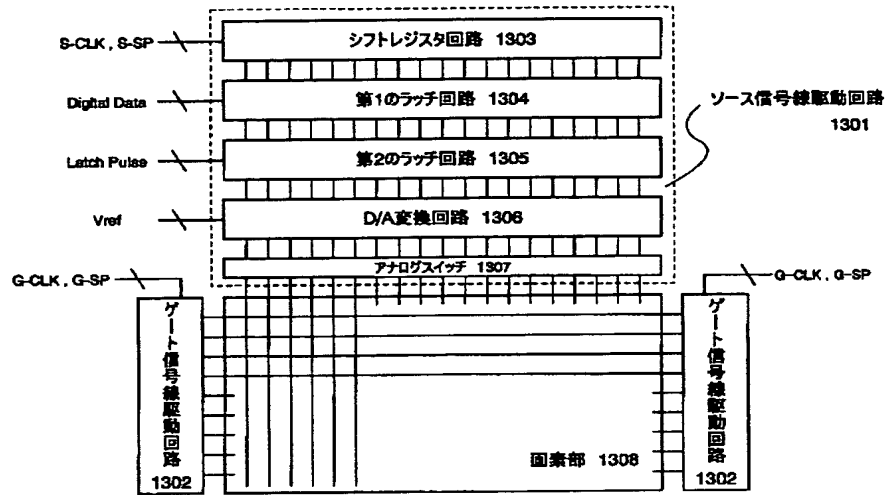 S-CLK , S-SP
シフトレジスタ回路 1303
Digital Data
第1のラッチ回路 1304
ソース信号線駆動回路
1301
Latch Pulse
第2のラッチ回路 1305
Vref
D/A変換回路 1306
アナログスイッチ 1307
G-CLK , G-SP
G-CLK , G-SP
ゲート信号線駆動回路
1302
画素部 1308
ゲート信号線駆動回路
1302